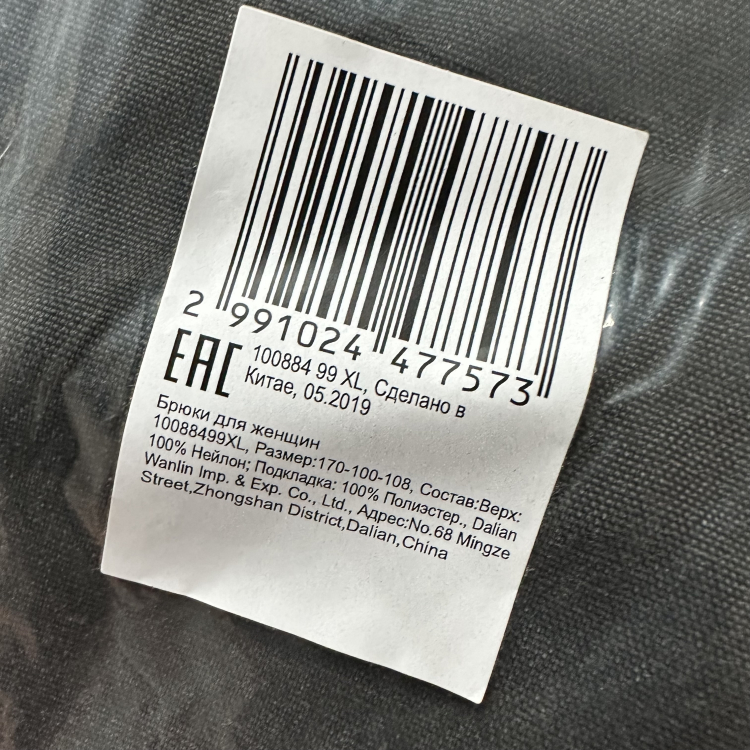 2 991024 477573
EAC 100884 99 XL, Сделано в
Китае, 05.2019
Брюки для женщин
10088499XL, Размер:170-100-108, Состав:Верх:
100% Нейлон; Подкладка: 100% Полиэстер., Dalian
Wanlin Imp. & Exp. Co., Ltd., Адрес:No.68 Mingze
Street,Zhongshan District,Dalian,China